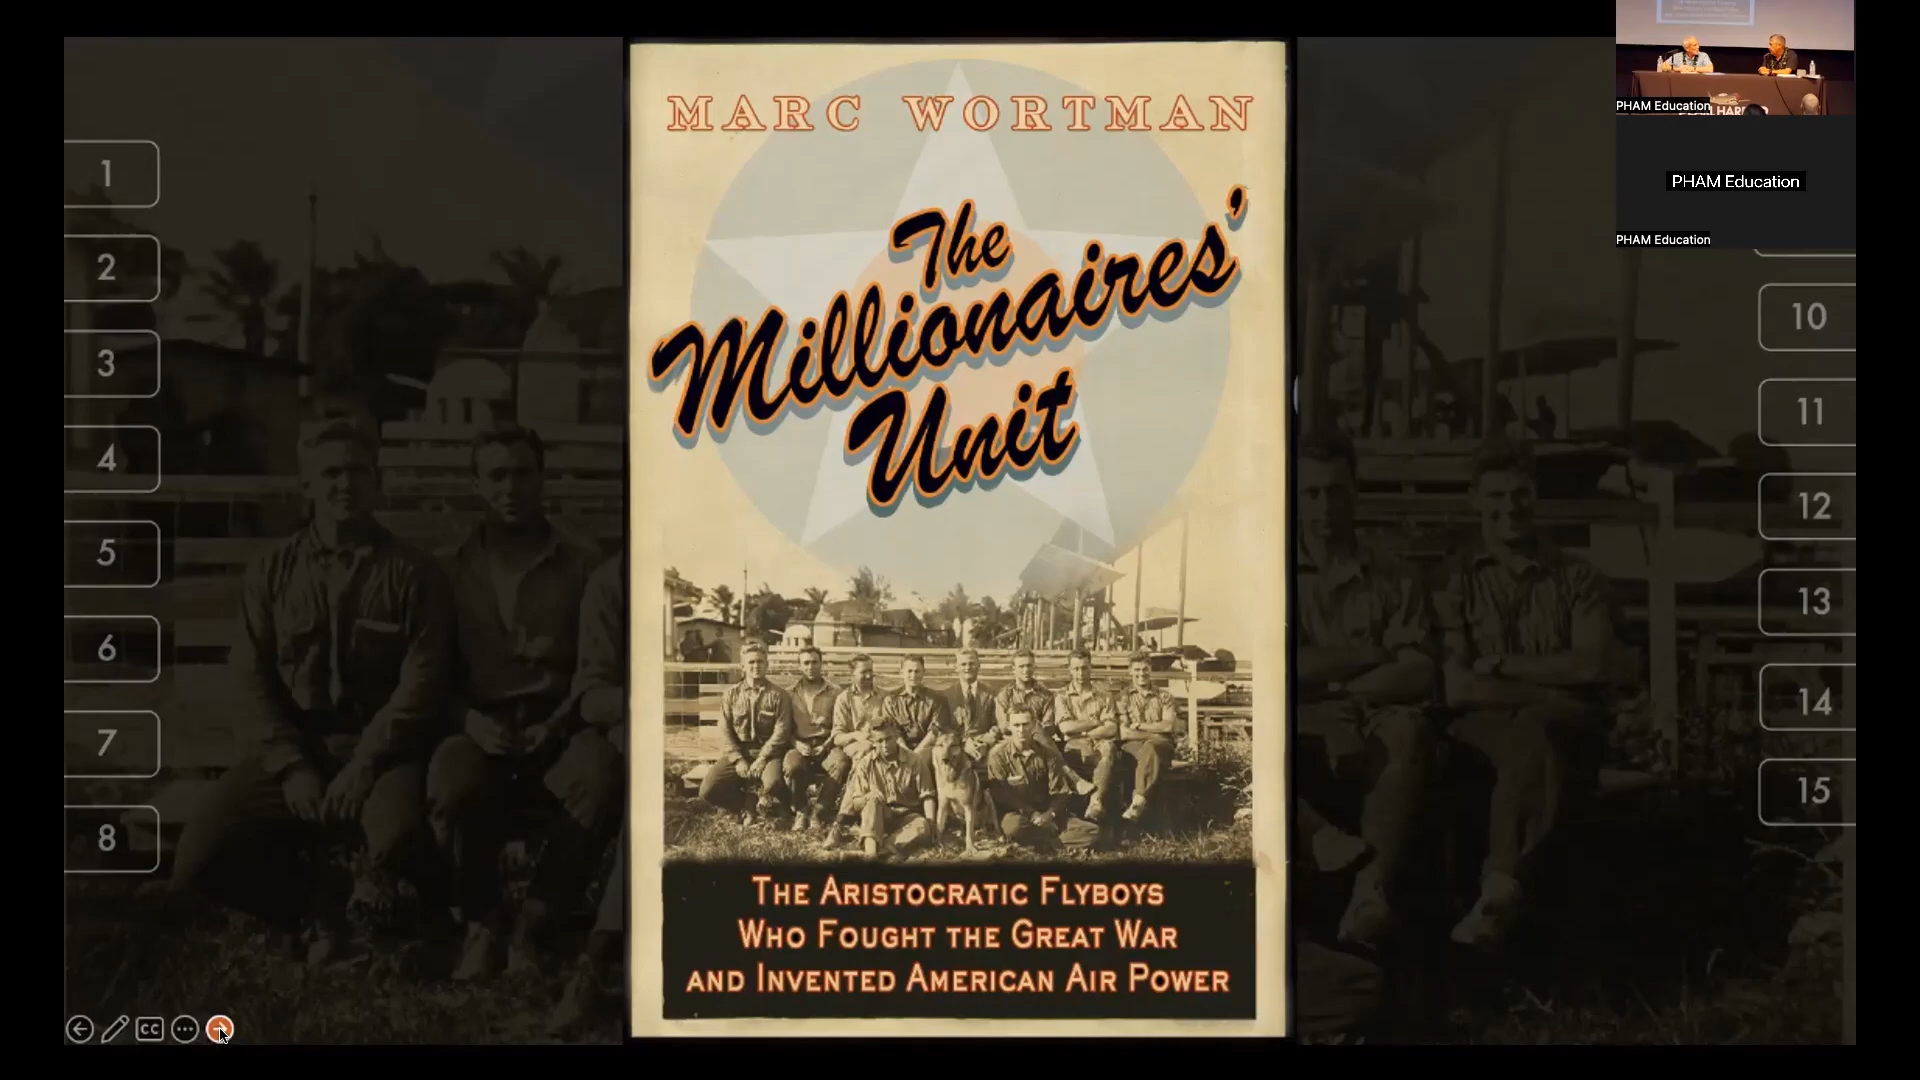 MARC WORTMAN
The
Millionaires'
Unit
THE ARISTOCRATIC FLYBOYS
WHO FOUGHT THE GREAT WAR
AND INVENTED AMERICAN AIR POWER
1
2
3
4
5
6
7
8
10
11
12
13
14
15
CC
PHAM Education
PHAM Education
PHAM Education